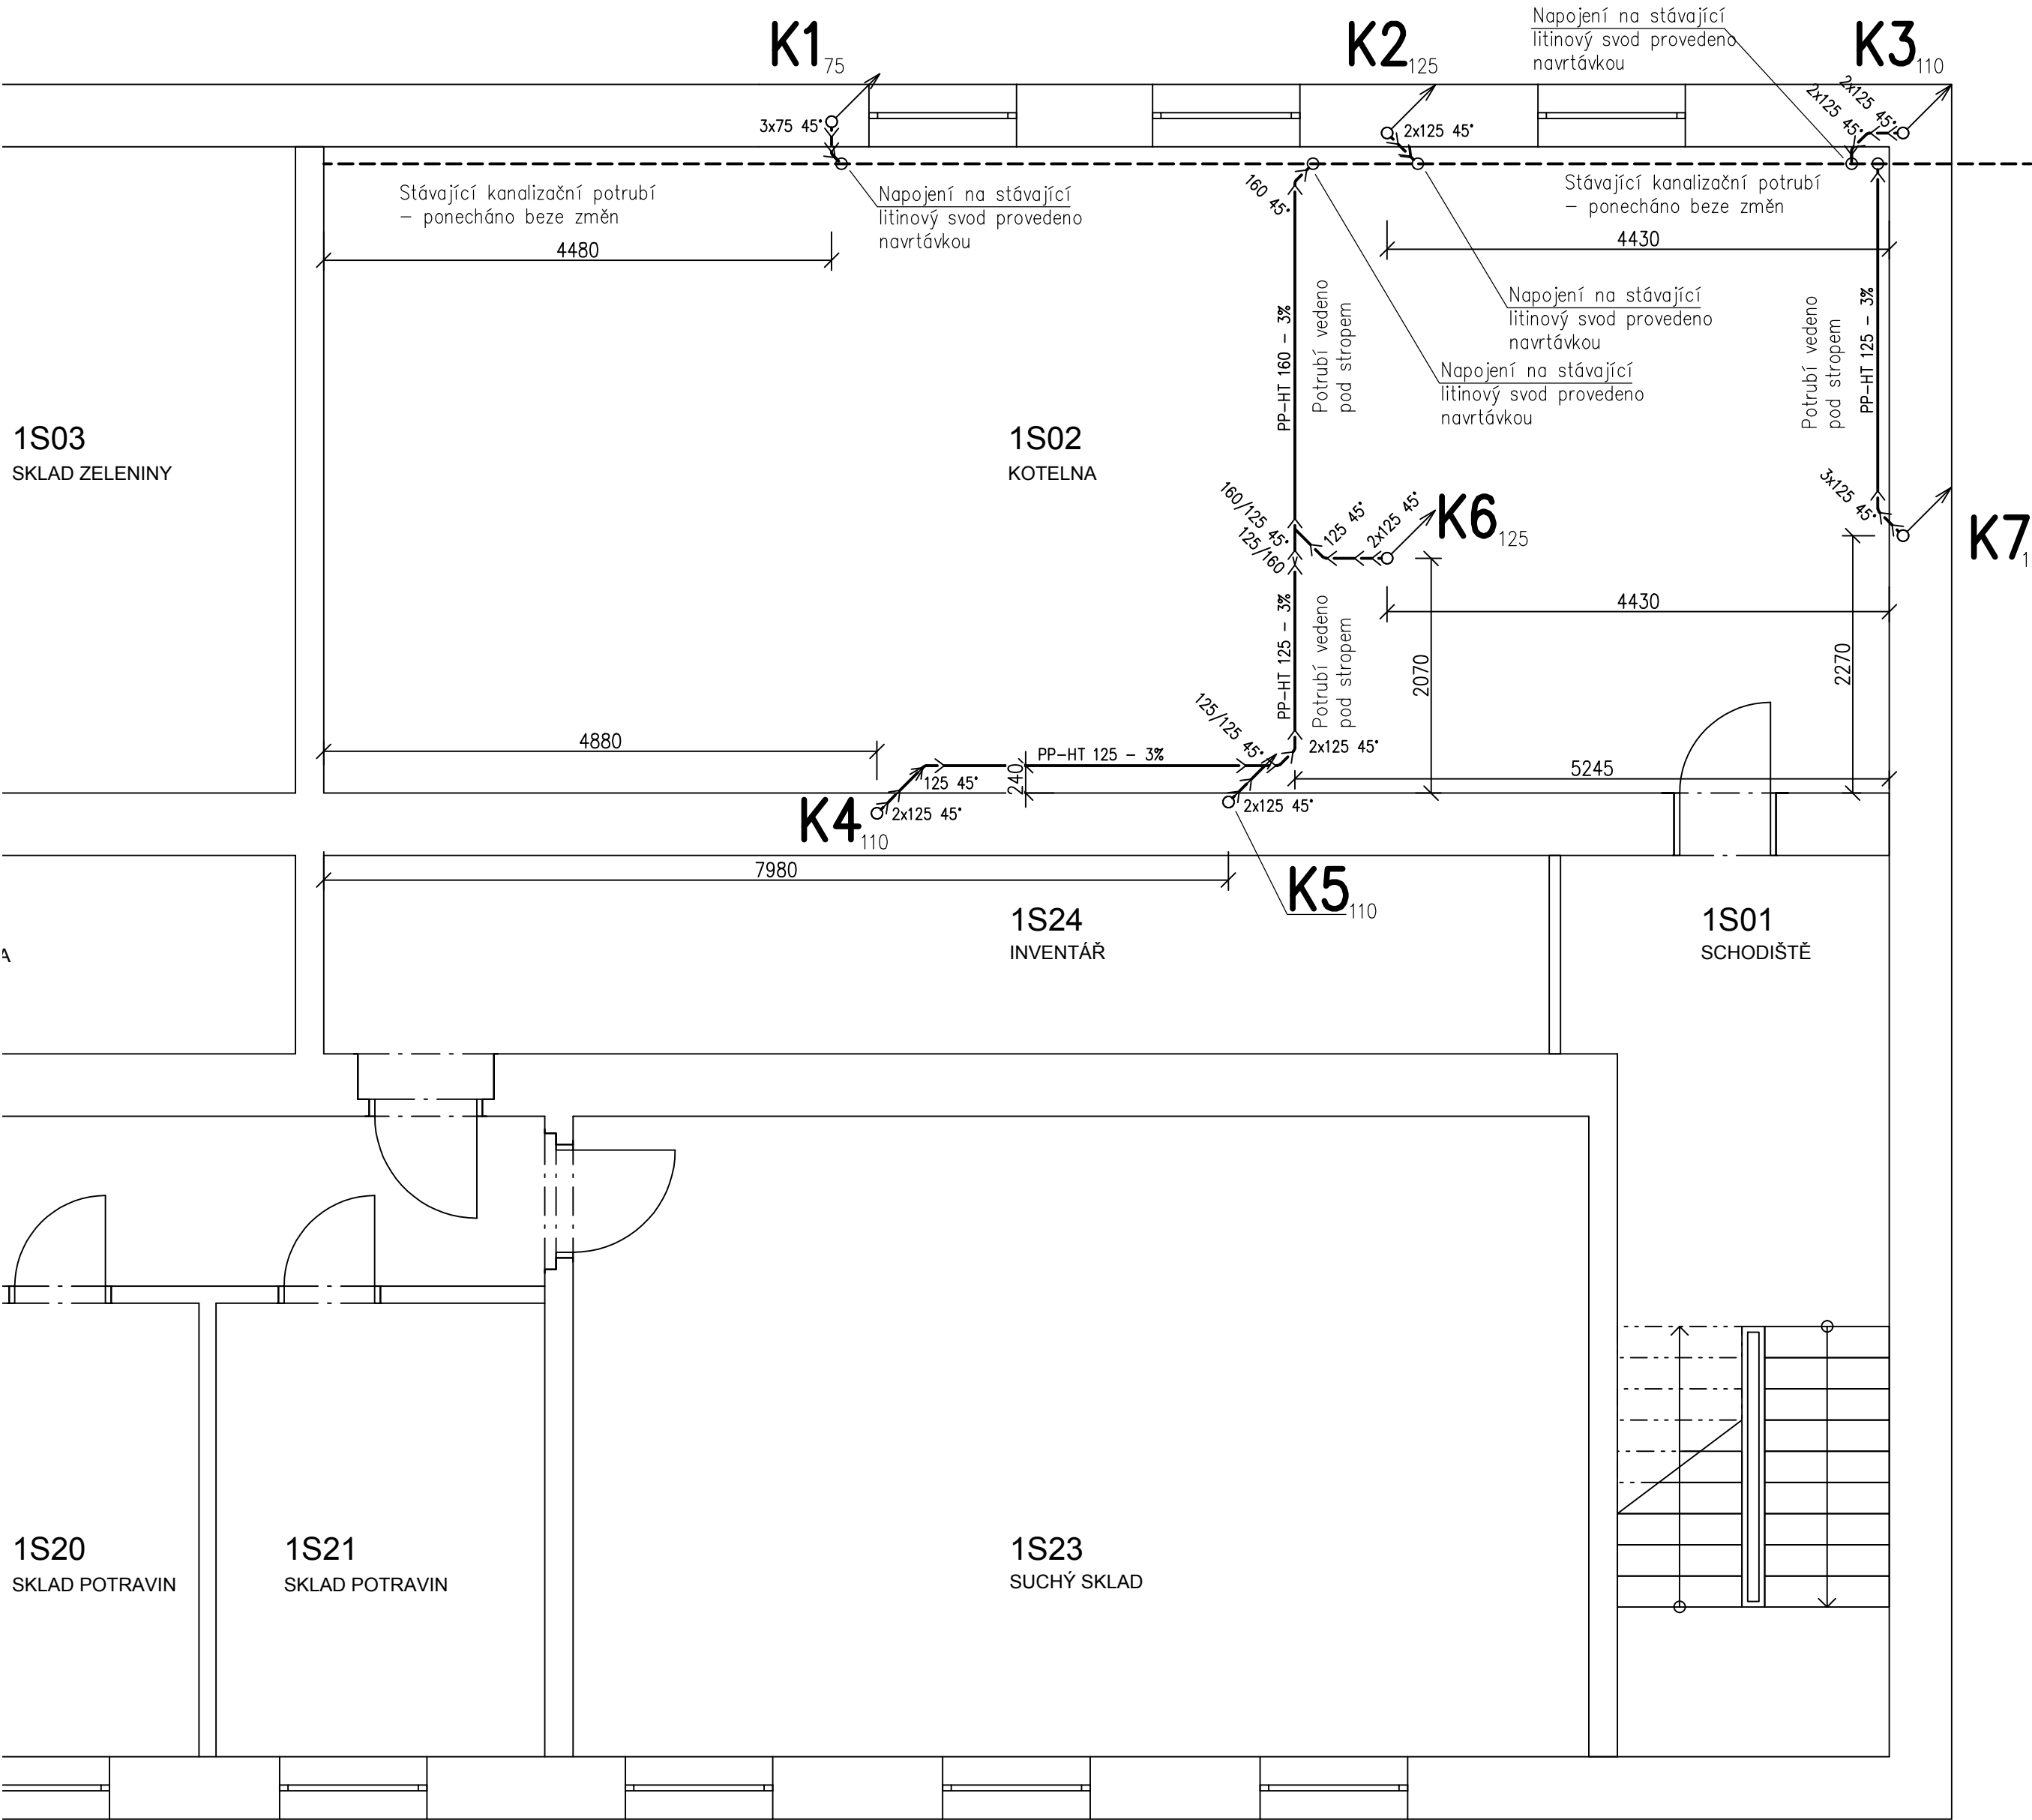 K1 75
K2 125
Napojení na stávající
litinový svod provedeno
navrtávkou
K3 110
3x75 45°
2x125 45°
2x125 45°
2x125 45°
Stávající kanalizační potrubí
– ponecháno beze změn
Napojení na stávající
litinový svod provedeno
navrtávkou
160 45°
Stávající kanalizační potrubí
– ponecháno beze změn
4480
4430
PP–HT 160 – 3%
Potrubí vedeno
pod stropem
Napojení na stávající
litinový svod provedeno
navrtávkou
Napojení na stávající
litinový svod provedeno
navrtávkou
Potrubí vedeno
pod stropem
PP–HT 125 – 3%
1S03
SKLAD ZELENINY
1S02
KOTELNA
160/125 45°
125/160
125 45°
2x125 45°
K6 125
3x125 45°
K7 1
4430
PP–HT 125 – 3%
Potrubí vedeno
pod stropem
2070
2270
4880
PP–HT 125 – 3%
125/125 45°
2x125 45°
5245
125 45°
240
K4 110
2x125 45°
2x125 45°
7980
K5 110
1S24
INVENTÁŘ
1S01
SCHODIŠTĚ
A
1S20
SKLAD POTRAVIN
1S21
SKLAD POTRAVIN
1S23
SUCHÝ SKLAD